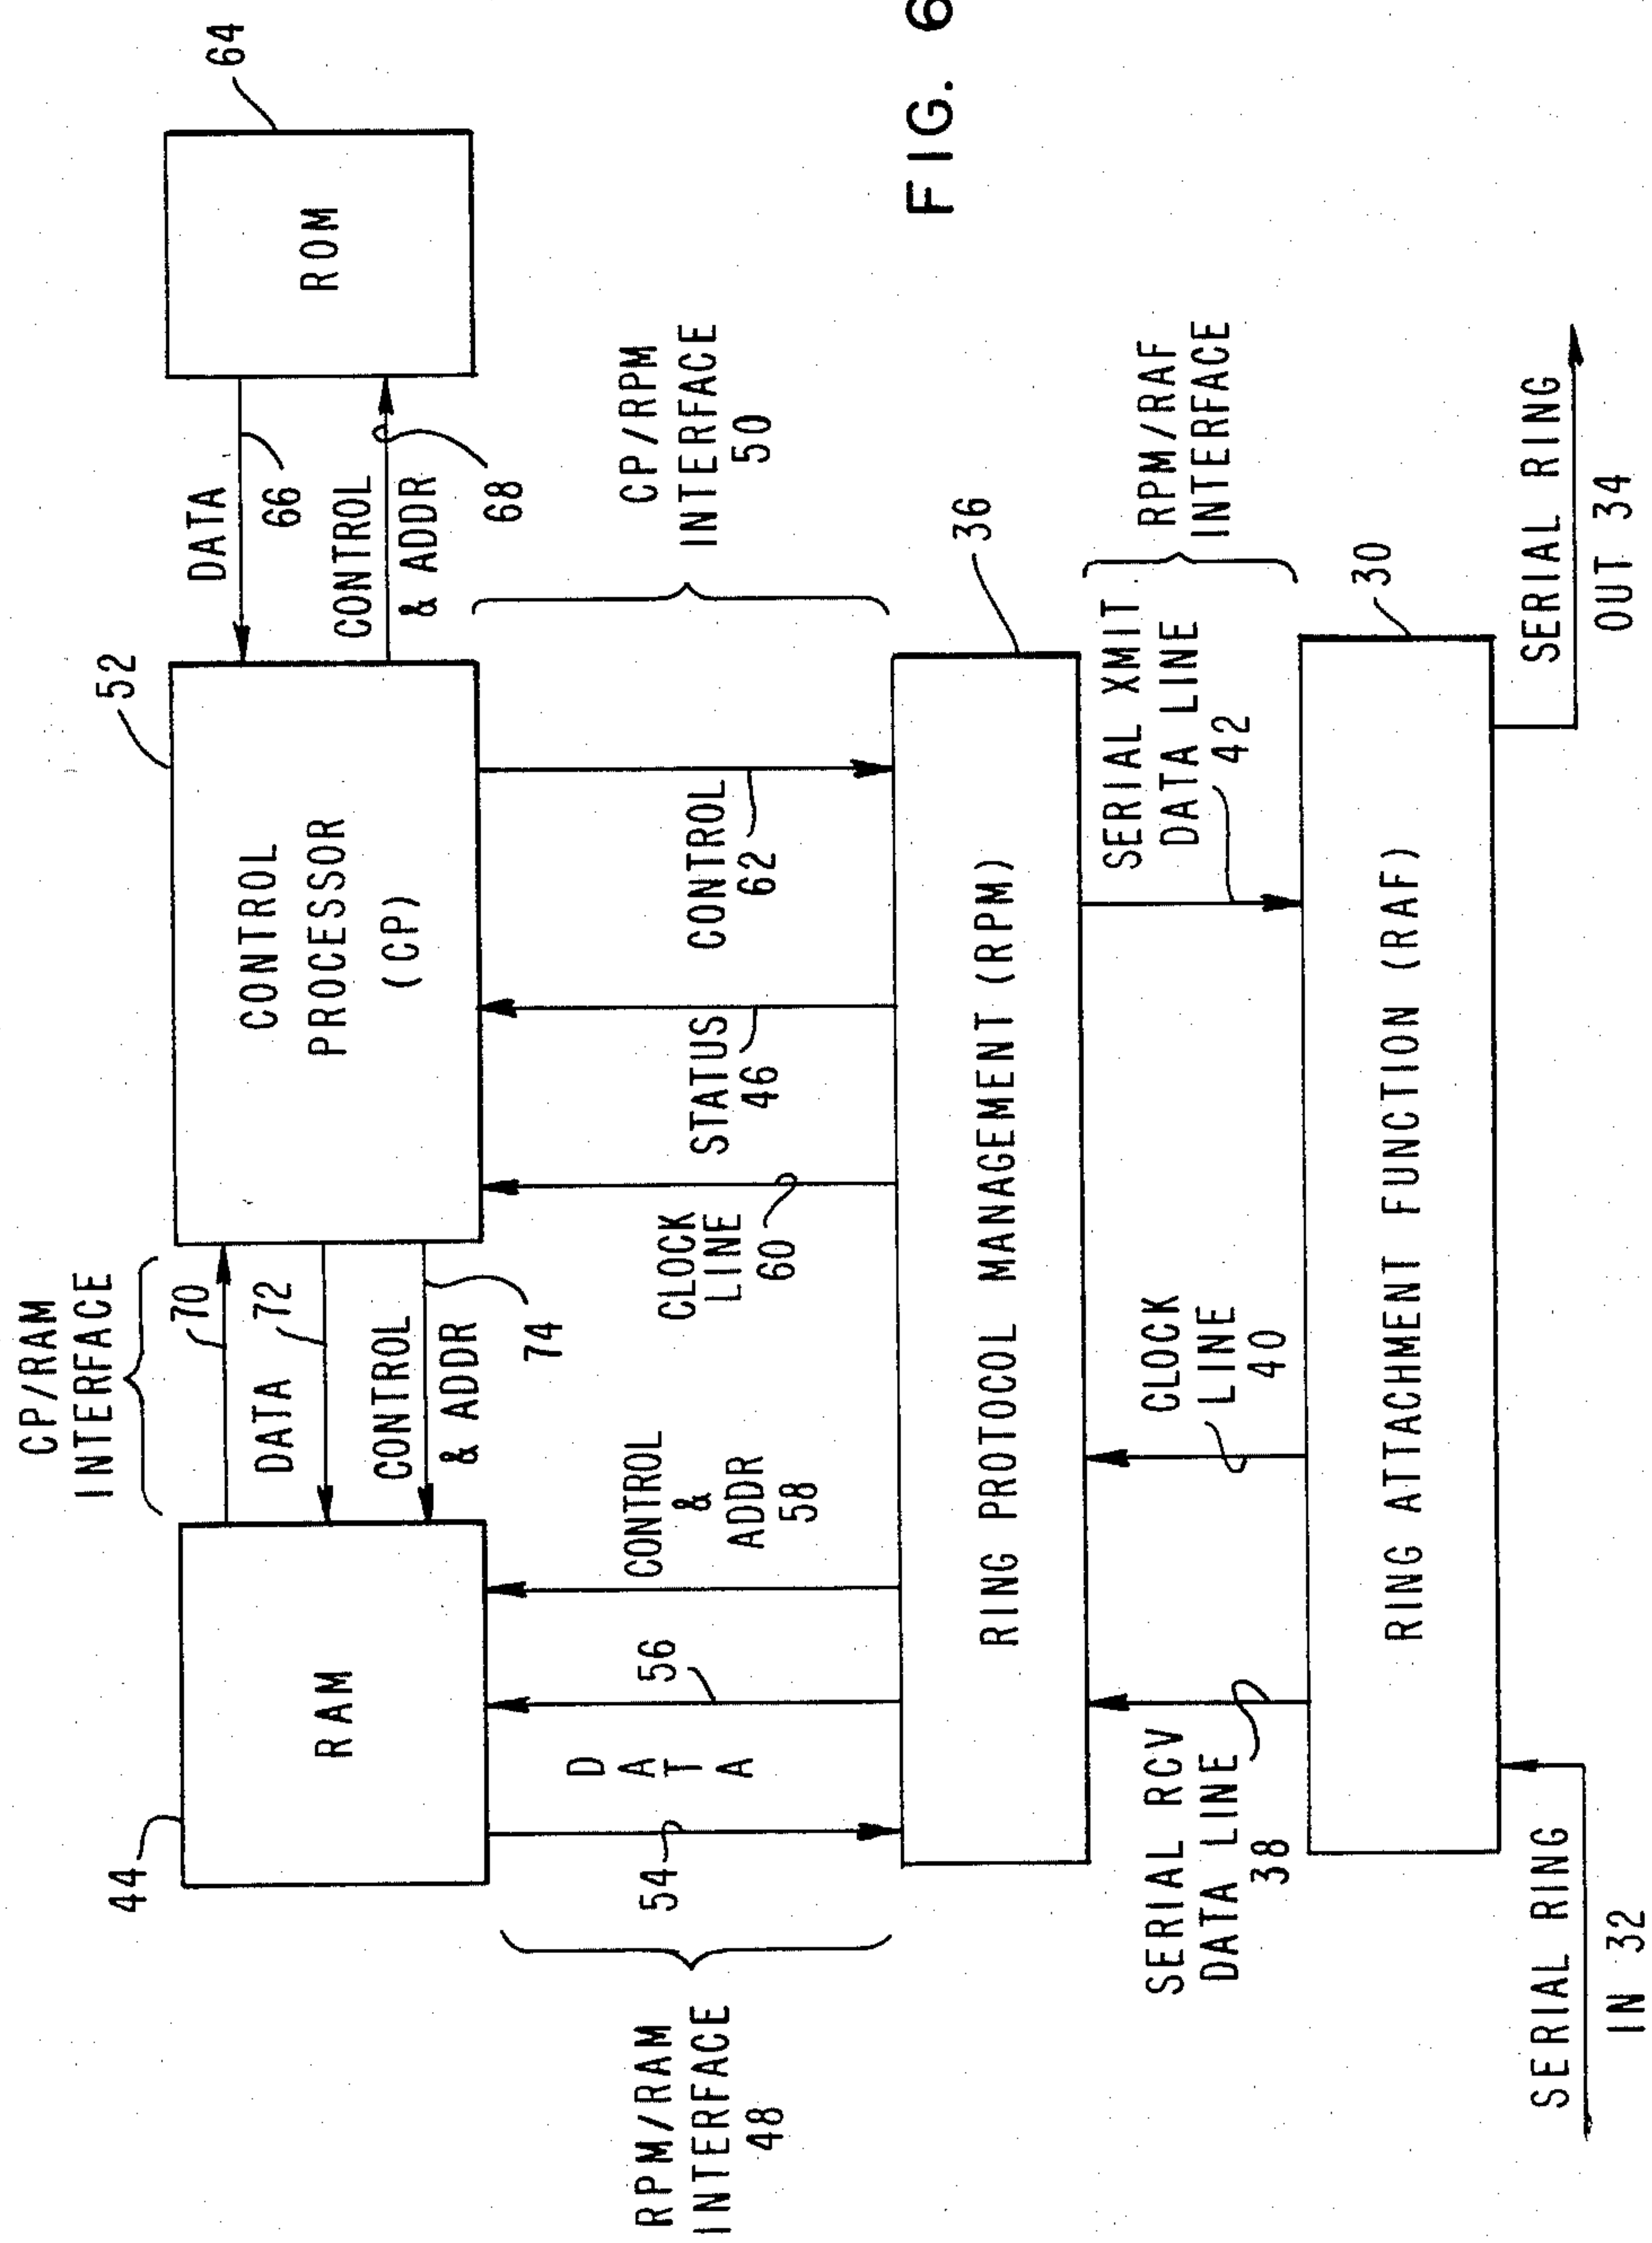 CP/RAM
INTERFACE
44
RAM
70
DATA
72
CONTROL
& ADDR
74
52
CONTROL
PROCESSOR
(CP)
DATA
66
CONTROL
& ADDR
68
64
ROM
RPM/RAM
INTERFACE
48
54
DATA
56
CONTROL
&
ADDR
58
CLOCK
LINE
60
STATUS
46
CONTROL
62
CP/RPM
INTERFACE
50
RING PROTOCOL MANAGEMENT (RPM)
36
SERIAL RCV
DATA LINE
38
CLOCK
LINE
40
SERIAL XMIT
DATA LINE
42
RPM/RAF
INTERFACE
RING ATTACHMENT FUNCTION (RAF)
30
SERIAL RING
IN 32
SERIAL RING
OUT 34
FIG. 6